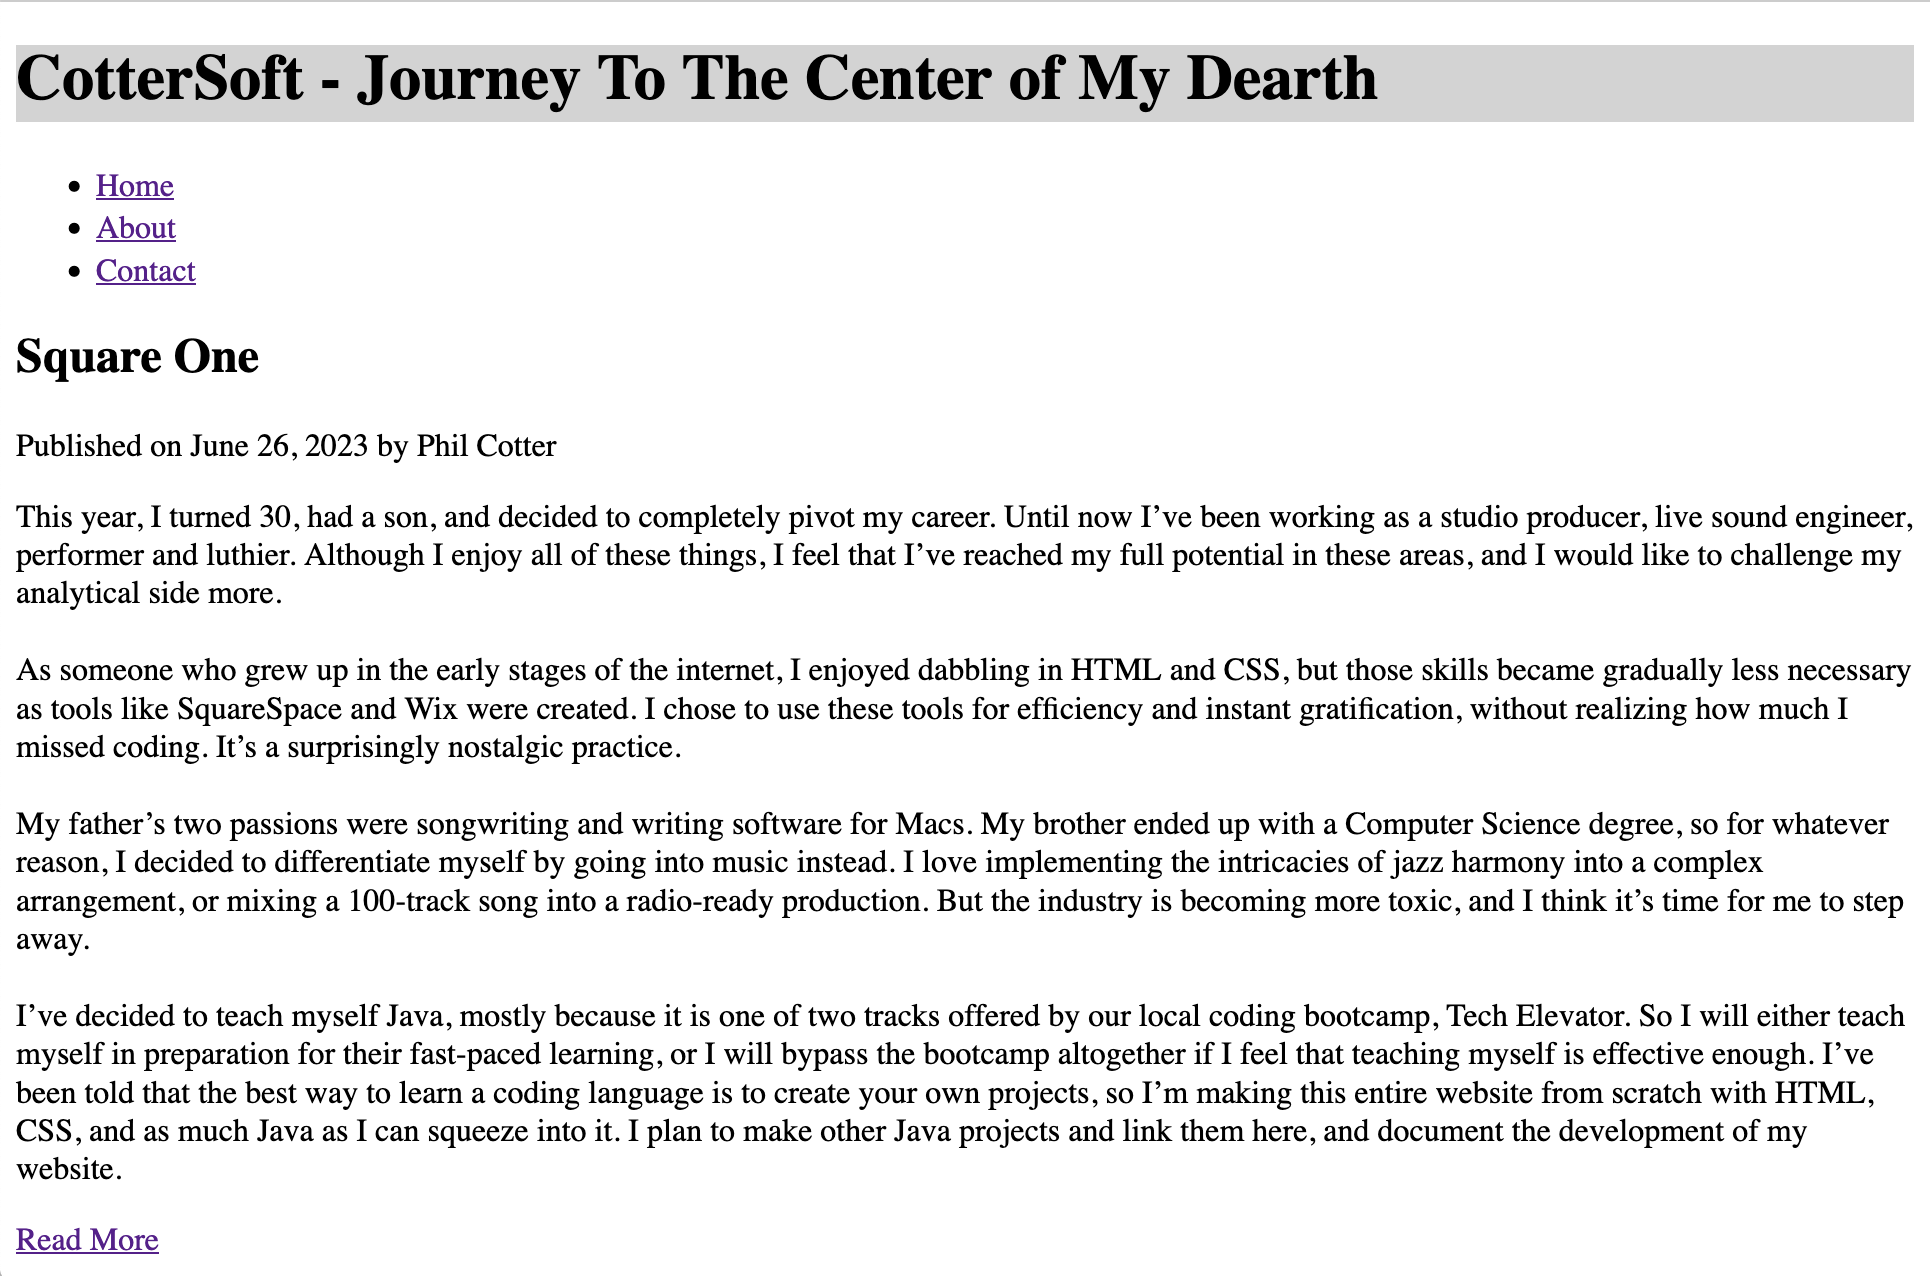 CotterSoft - Journey To The Center of My Dearth
Home
About
Contact
Square One
Published on June 26, 2023 by Phil Cotter
This year, I turned 30, had a son, and decided to completely pivot my career. Until now I’ve been working as a studio producer, live sound engineer,
performer and luthier. Although I enjoy all of these things, I feel that I’ve reached my full potential in these areas, and I would like to challenge my
analytical side more.
As someone who grew up in the early stages of the internet, I enjoyed dabbling in HTML and CSS, but those skills became gradually less necessary
as tools like SquareSpace and Wix were created. I chose to use these tools for efficiency and instant gratification, without realizing how much I
missed coding. It’s a surprisingly nostalgic practice.
My father’s two passions were songwriting and writing software for Macs. My brother ended up with a Computer Science degree, so for whatever
reason, I decided to differentiate myself by going into music instead. I love implementing the intricacies of jazz harmony into a complex
arrangement, or mixing a 100-track song into a radio-ready production. But the industry is becoming more toxic, and I think it’s time for me to step
away.
I’ve decided to teach myself Java, mostly because it is one of two tracks offered by our local coding bootcamp, Tech Elevator. So I will either teach
myself in preparation for their fast-paced learning, or I will bypass the bootcamp altogether if I feel that teaching myself is effective enough. I’ve
been told that the best way to learn a coding language is to create your own projects, so I’m making this entire website from scratch with HTML,
CSS, and as much Java as I can squeeze into it. I plan to make other Java projects and link them here, and document the development of my
website.
Read More